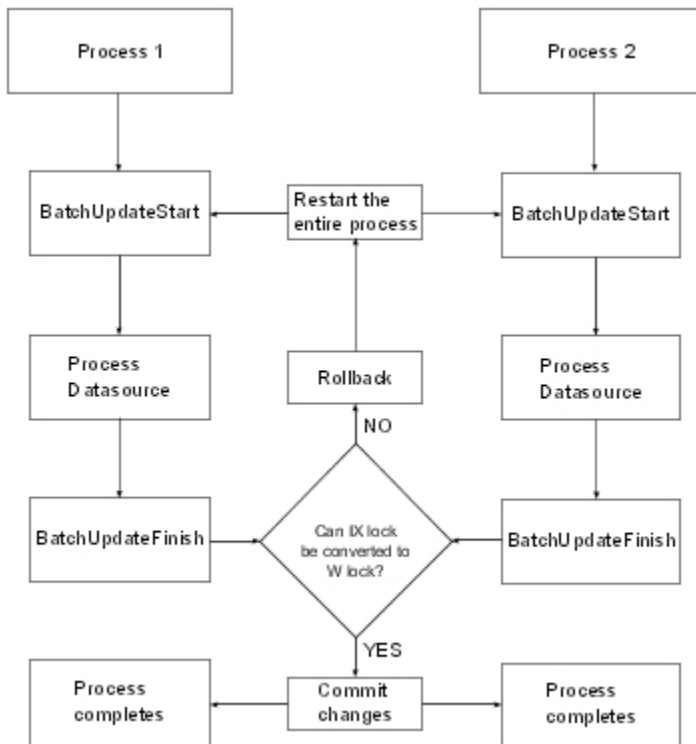 Process 1
Process 2
BatchUpdateStart
Restart the
entire process
BatchUpdateStart
Process
Datasource
Rollback
Process
Datasource
NO
BatchUpdateFinish
Can IX lock
be converted to
W lock?
BatchUpdateFinish
YES
Process
completes
Commit
changes
Process
completes